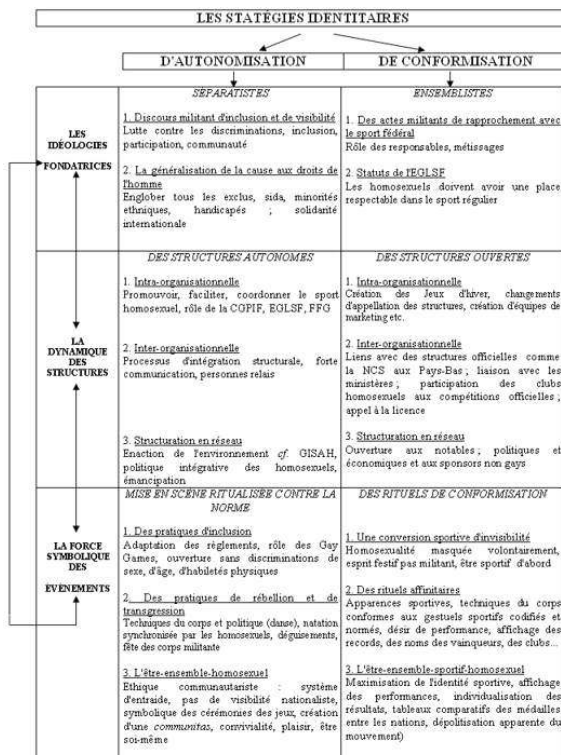 LES STATÉGIES IDENTITAIRES
D'AUTONOMISATION
DE CONFORMISATION
LES
IDÉOLOGIES
FONDATRICES
SÉPARATISTES
1. Discours militant d'inclusion et de visibilité
Lutte contre les discriminations, inclusion,
participation, communauté
2. La généralisation de la cause aux droits de
l'homme
Englober tous les exclus, sida, minorités
ethniques, handicapés ; solidarité
internationale
ENSEMBLISTES
1. Des actes militants de rapprochement avec
le sport fédéral
Rôle des responsables, métissages
2. Statuts de l'EGLSF
Les homosexuels doivent avoir une place
respectable dans le sport régulier
LA
DYNAMIQUE
DES
STRUCTURES
DES STRUCTURES AUTONOMES
1. Intra-organisationnelle
Promouvoir, faciliter, coordonner le sport
homosexuel, rôle de la CGPIF, EGLSF, FFG
2. Inter-organisationnelle
Processus d'intégration structurale, forte
communication, personnes relais
3. Structuration en réseau
Enaction de l'environnement cf. GISAH,
politique intégrative des homosexuels,
émancipation
DES STRUCTURES OUVERTES
1. Intra-organisationnelle
Création des Jeux d'hiver, changements
d'appellation des structures, création d'équipes de
marketing etc.
2. Inter-organisationnelle
Liens avec des structures officielles comme
la NCS aux Pays-Bas ; liaison avec les
ministères ; participation des clubs
homosexuels aux compétitions officielles ;
appel à la licence
3. Structuration en réseau
Ouverture aux notables ; politiques et
économiques et aux sponsors non gays
LA FORCE
SYMBOLIQUE
DES
ÉVÈNEMENTS
MISE EN SCÈNE RITUALISÉE CONTRE LA
NORME
1. Des pratiques d'inclusion
Adaptation des règlements, rôle des Gay
Games, ouverture sans discriminations de
sexe, d'âge, d'habiletés physiques
2. Des pratiques de rébellion et de
transgression
Techniques du corps et politique (danse), natation
synchronisée par les homosexuels, déguisements,
fête des corps militante
3. L'être-ensemble-homosexuel
Ethique communautariste : système
d'entraide, pas de visibilité nationaliste,
symbolique des cérémonies des jeux, création
d'une communitas, convivialité, plaisir, être
soi-même
DES RITUELS DE CONFORMISATION
1. Une conversion sportive d'invisibilité
Homosexualité masquée volontairement,
esprit festif pas militant, être sportif d'abord
2. Des rituels affinitaires
Apparences sportives, techniques du corps
conformes aux gestuels sportifs codifiés et
normés, désir de performance, affichage des
records, des noms des vainqueurs, des clubs...
3. L'être-ensemble-sportif-homosexuel
Maximisation de l'identité sportive, affichage
des performances, individualisation des
résultats, tableaux comparatifs des médailles
entre les nations, dépolitisation apparente du
mouvement)